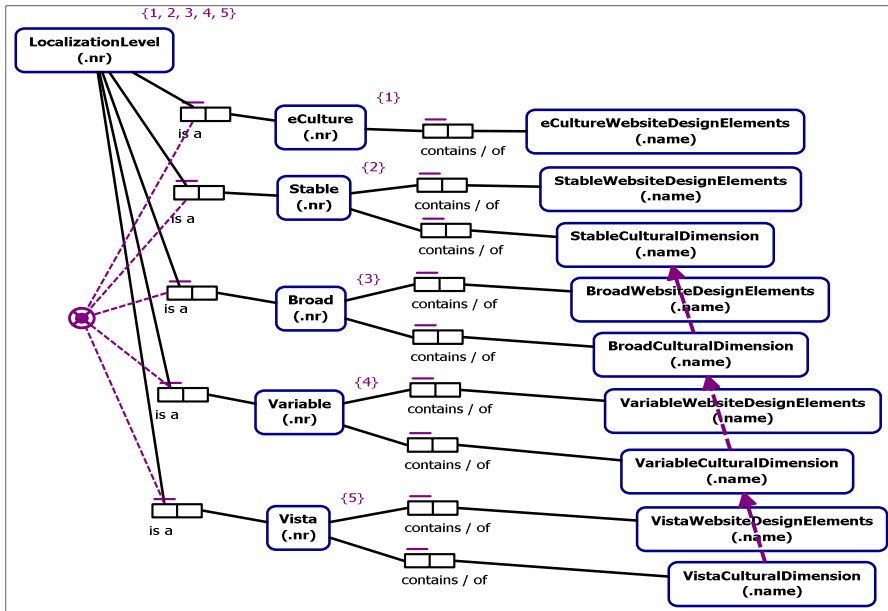 {1, 2, 3, 4, 5}
LocalizationLevel
(.nr)
{1}
eCulture
(.nr)
is a
contains / of
eCultureWebsiteDesignElements
(.name)
{2}
Stable
(.nr)
is a
contains / of
StableWebsiteDesignElements
(.name)
contains / of
StableCulturalDimension
(.name)
{3}
Broad
(.nr)
is a
contains / of
BroadWebsiteDesignElements
(.name)
contains / of
BroadCulturalDimension
(.name)
{4}
Variable
(.nr)
is a
contains / of
VariableWebsiteDesignElements
(.name)
contains / of
VariableCulturalDimension
(.name)
{5}
Vista
(.nr)
is a
contains / of
VistaWebsiteDesignElements
(.name)
contains / of
VistaCulturalDimension
(.name)